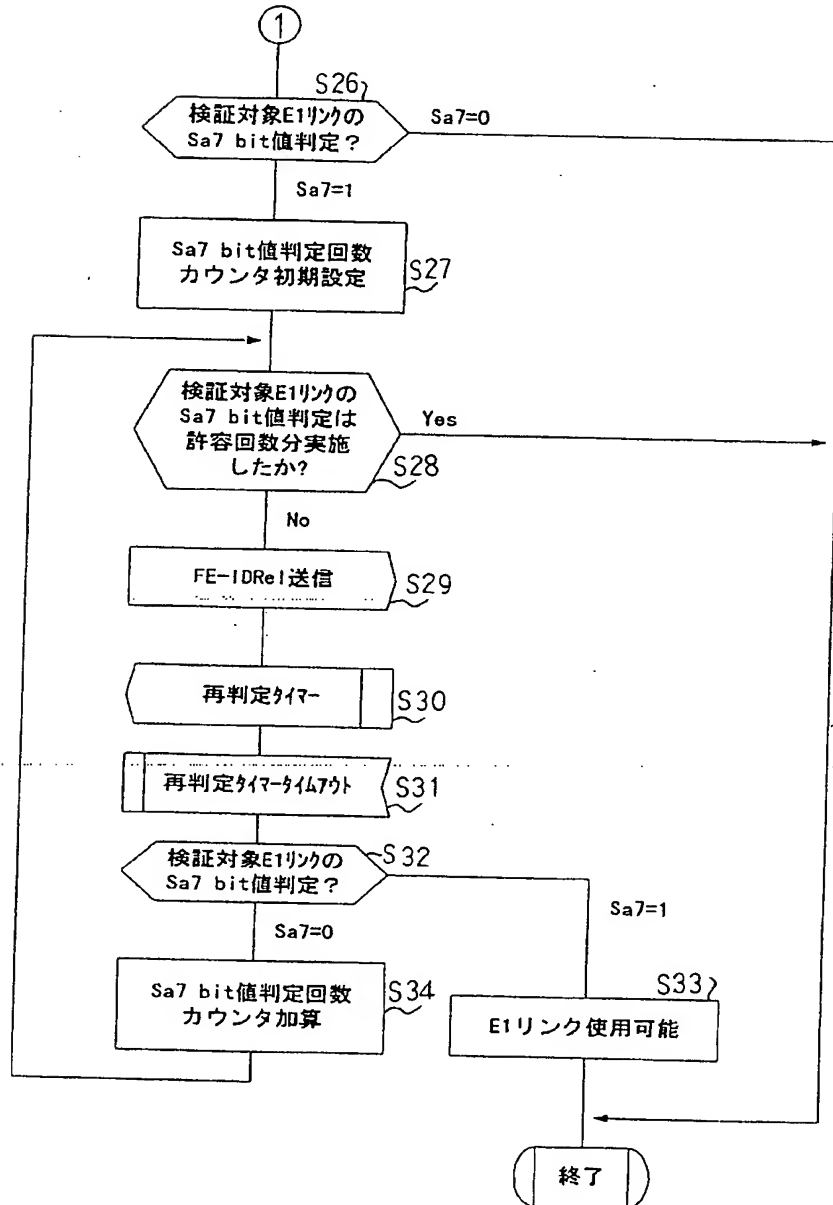 1
S26
検証対象E1リンクの
Sa7 bit値判定?
Sa7=0
Sa7=1
Sa7 bit値判定回数
カウンタ初期設定
S27
検証対象E1リンクの
Sa7 bit値判定は
許容回数分実施
したか?
Yes
S28
No
FE-IDRel送信
S29
再判定タイマー
S30
再判定タイマータイムアウト
S31
検証対象E1リンクの
Sa7 bit値判定?
S32
Sa7=1
Sa7=0
Sa7 bit値判定回数
カウンタ加算
S34
S33
E1リンク使用可能
終了